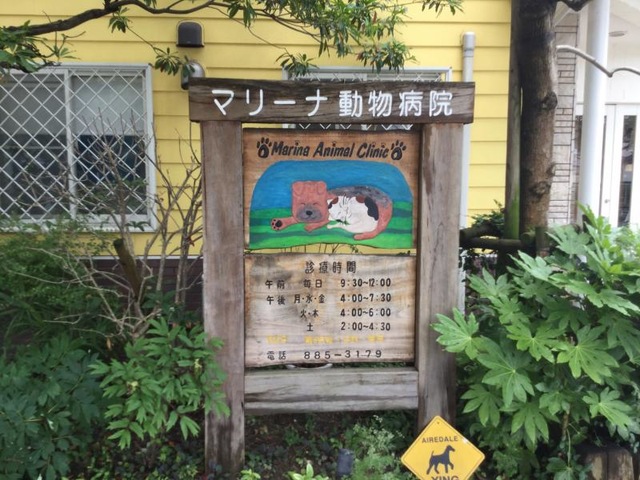 マリーナ動物病院
Marina Animal Clinic
診療時間
午前 毎日 9:30~12:00
午後 月・水・金 4:00~7:30
火・木 4:00~6:00
土 2:00~4:30
電話 885-3179
AIREDALE
XING